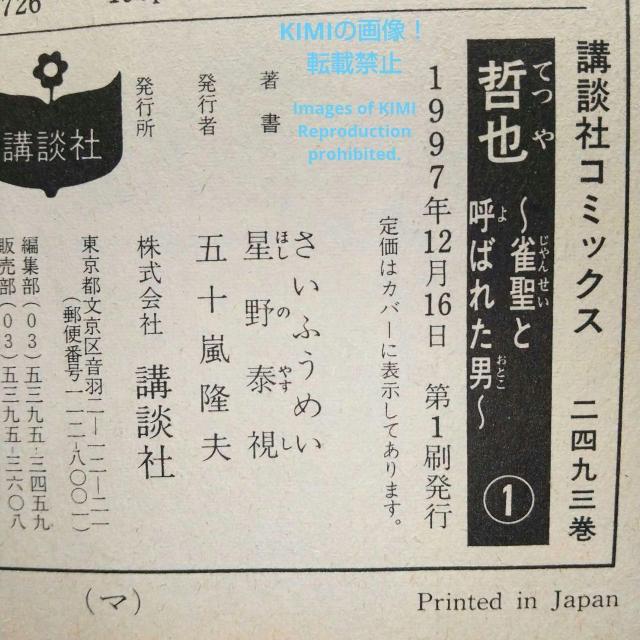 講談社コミックス 二四九三巻
てつや
哲也
～雀聖と
じゃんせい
呼ばれた男～
よ
おとこ
①
1997年12月16日 第1刷発行
定価はカバーに表示してあります。
著書
さいふうめい
星野泰視
ほしのやすし
発行者
五十嵐隆夫
発行所
株式会社 講談社
東京都文京区音羽二ー一二ー二一
(郵便番号一一二ー八〇〇一)
編集部(03)五三九五ー三四五九
販売部(03)五三九五ー三六〇八
講談社
(マ)
Printed in Japan
726
KIMIの画像！
転載禁止
Images of KIMI
Reproduction
prohibited.